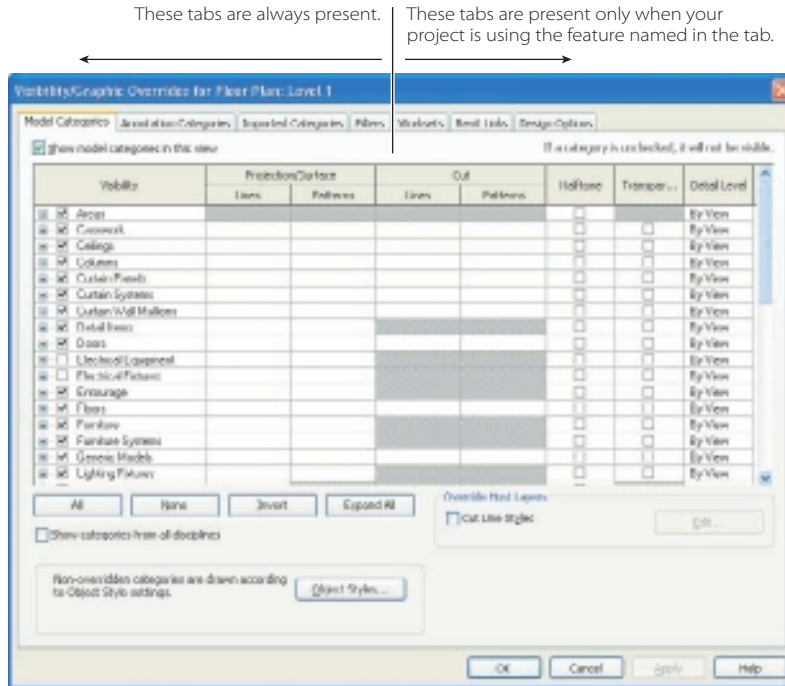 These tabs are always present.
These tabs are present only when your
project is using the feature named in the tab.
Visibility/Graphic Overrides for Floor Plan: Level 1
Model Categories Annotation Categories Imported Categories Filters Worksets Revit Links Design Options
Show model categories in this view
If a category is unchecked, it will not be visible.
Visibility Projection/Surface Cut Halftone Transpar... Detail Level
Lines Patterns Lines Patterns
Areas By View
Casework By View
Ceilings By View
Columns By View
Curtain Panels By View
Curtain Systems By View
Curtain Wall Mullions By View
Detail Items By View
Doors By View
Electrical Equipment By View
Electrical Fixtures By View
Entourage By View
Floors By View
Furniture By View
Furniture Systems By View
Generic Models By View
Lighting Fixtures By View
All None Invert Expand All
Override Host Layers
Cut Line Styles Edit...
Show categories from all disciplines
Non-overridden categories are drawn according
to Object Style settings.
Object Styles...
OK Cancel Apply Help